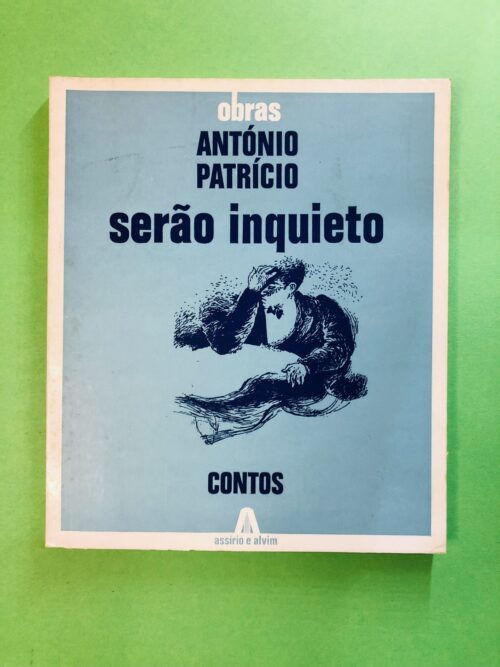 obras
ANTÓNIO
PATRÍCIO
serão inquieto
CONTOS
assírio e alvim